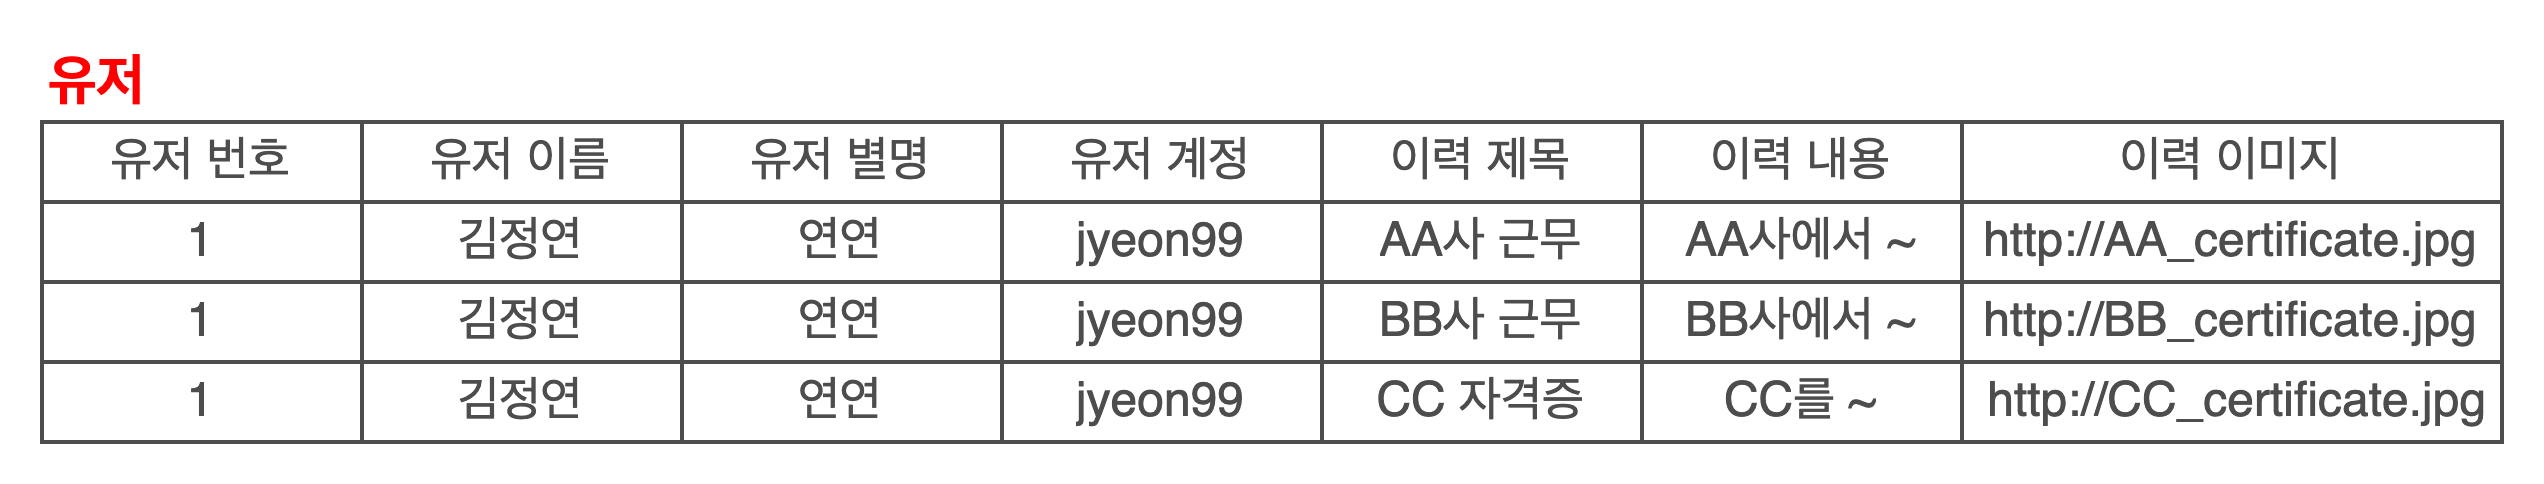 유저
유저 번호 유저 이름 유저 별명 유저 계정 이력 제목 이력 내용 이력 이미지
1 김정연 연연 jyeon99 AA사 근무 AA사에서 ~ http://AA_certificate.jpg
1 김정연 연연 jyeon99 BB사 근무 BB사에서 ~ http://BB_certificate.jpg
1 김정연 연연 jyeon99 CC 자격증 CC를 ~ http://CC_certificate.jpg